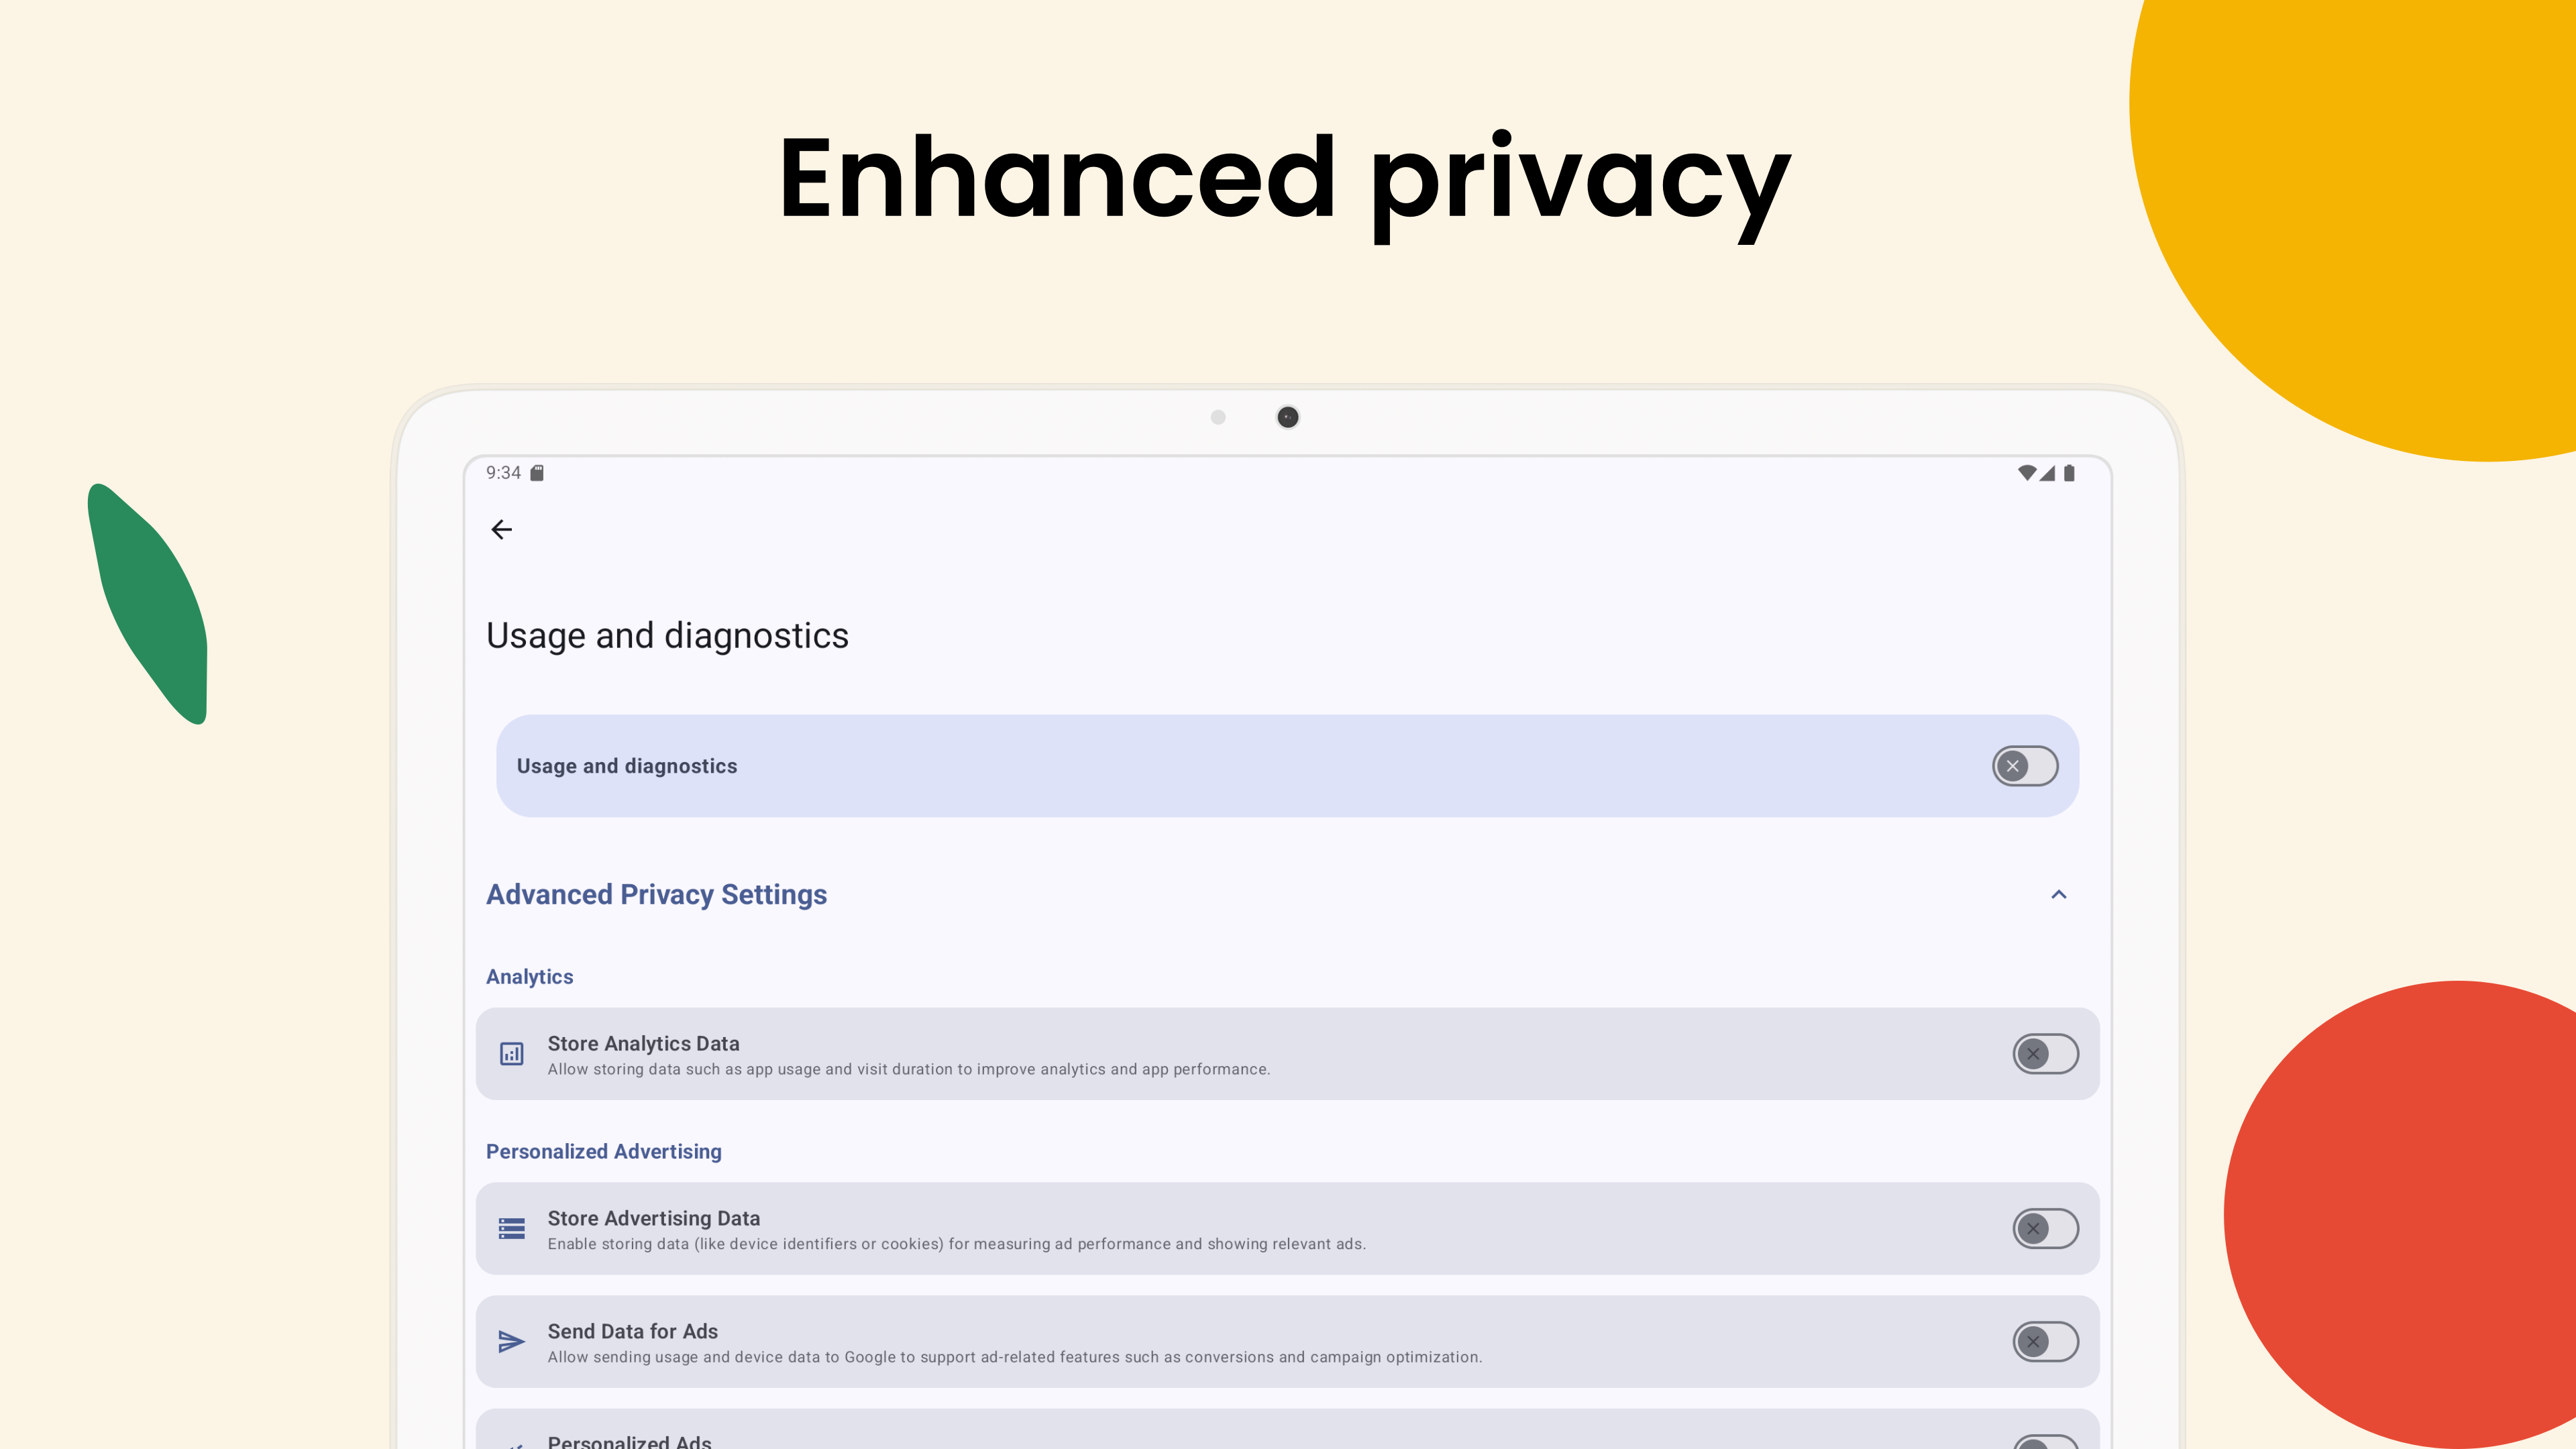 Enhanced privacy
9:34
Usage and diagnostics
Usage and diagnostics
Advanced Privacy Settings
Analytics
Store Analytics Data
Allow storing data such as app usage and visit duration to improve analytics and app performance.
Personalized Advertising
Store Advertising Data
Enable storing data (like device identifiers or cookies) for measuring ad performance and showing relevant ads.
Send Data for Ads
Allow sending usage and device data to Google to support ad-related features such as conversions and campaign optimization.
Personalized Ads